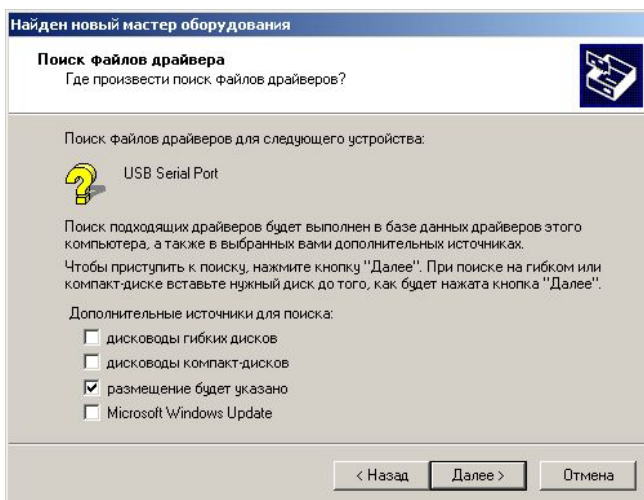 Найден новый мастер оборудования
Поиск файлов драйвера
Где произвести поиск файлов драйверов?
Поиск файлов драйверов для следующего устройства:
USB Serial Port
Поиск подходящих драйверов будет выполнен в базе данных драйверов этого
компьютера, а также в выбранных вами дополнительных источниках.
Чтобы приступить к поиску, нажмите кнопку "Далее". При поиске на гибком или
компакт-диске вставьте нужный диск до того, как будет нажата кнопка "Далее".
Дополнительные источники для поиска:
дисководы гибких дисков
дисководы компакт-дисков
размещение будет указано
Microsoft Windows Update
< Назад Далее > Отмена